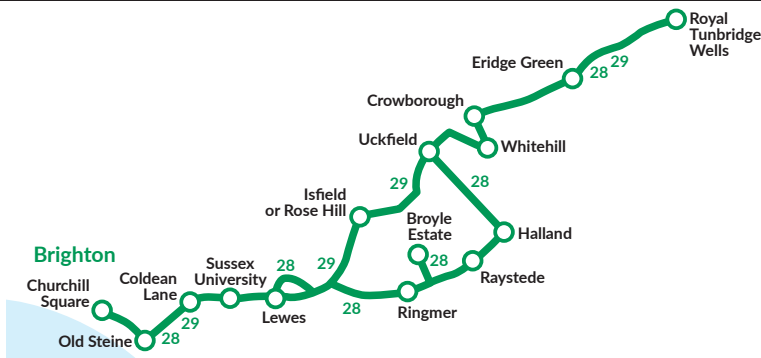 Royal
Tunbridge
Wells
29
28
Eridge Green
Crowborough
Whitehill
Uckfield
29
28
Isfield
or Rose Hill
Broyle
Estate
Halland
28
Raystede
Brighton
Sussex
University
28
29
Coldean
Lane
Churchill
Square
Lewes
28
Ringmer
29
28
Old Steine